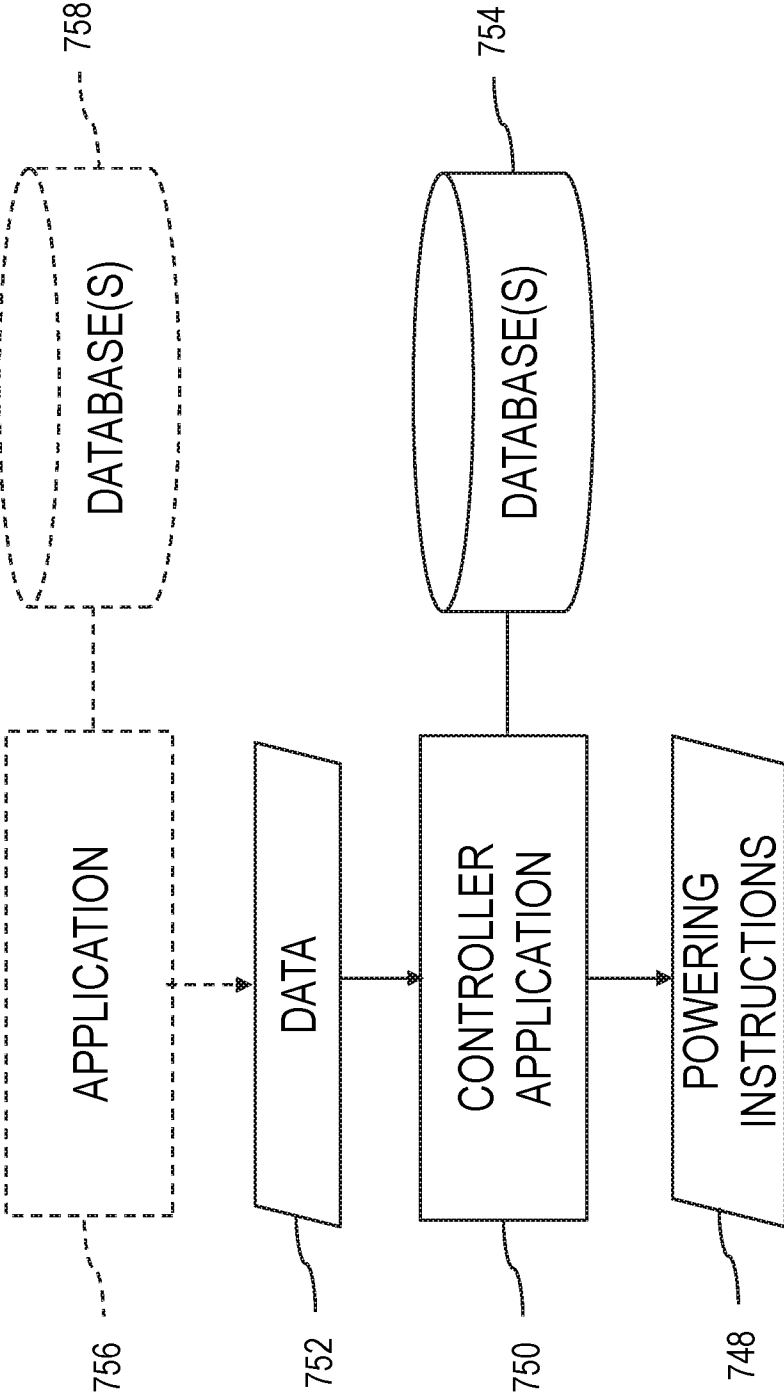 756
APPLICATION
DATABASE(S)
758
752
DATA
750
CONTROLLER
APPLICATION
DATABASE(S)
754
748
POWERING
INSTRUCTIONS